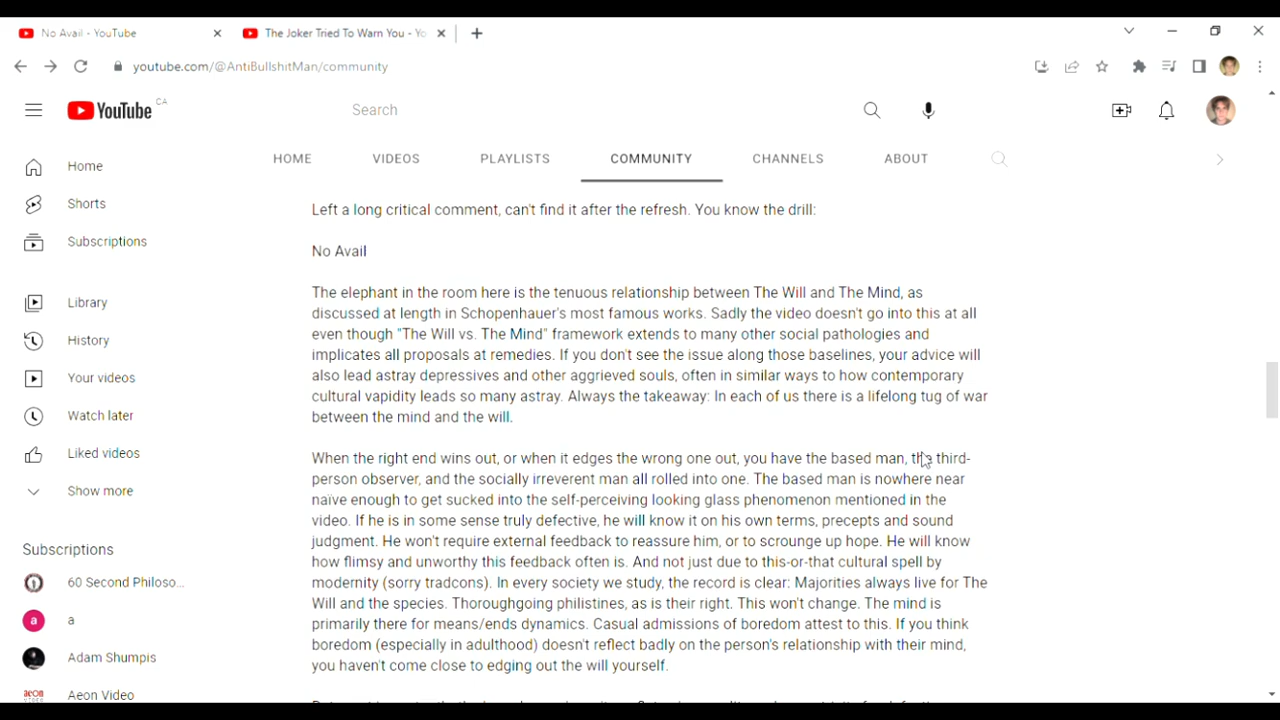 No Avail - YouTube
The Joker Tried To Warn You - Yo
youtube.com/@AntiBullshitMan/community
YouTube CA
Search
HOME VIDEOS PLAYLISTS COMMUNITY CHANNELS ABOUT
Home
Shorts
Subscriptions
Library
History
Your videos
Watch later
Liked videos
Show more
Subscriptions
60 Second Philoso...
a
a
Adam Shumpis
aeon
Aeon Video
Left a long critical comment, can't find it after the refresh. You know the drill:
No Avail
The elephant in the room here is the tenuous relationship between The Will and The Mind, as
discussed at length in Schopenhauer's most famous works. Sadly the video doesn't go into this at all
even though "The Will vs. The Mind" framework extends to many other social pathologies and
implicates all proposals at remedies. If you don't see the issue along those baselines, your advice will
also lead astray depressives and other aggrieved souls, often in similar ways to how contemporary
cultural vapidity leads so many astray. Always the takeaway: In each of us there is a lifelong tug of war
between the mind and the will.
When the right end wins out, or when it edges the wrong one out, you have the based man, the third-
person observer, and the socially irreverent man all rolled into one. The based man is nowhere near
naïve enough to get sucked into the self-perceiving looking glass phenomenon mentioned in the
video. If he is in some sense truly defective, he will know it on his own terms, precepts and sound
judgment. He won't require external feedback to reassure him, or to scrounge up hope. He will know
how flimsy and unworthy this feedback often is. And not just due to this-or-that cultural spell by
modernity (sorry tradcons). In every society we study, the record is clear: Majorities always live for The
Will and the species. Thoroughgoing philistines, as is their right. This won't change. The mind is
primarily there for means/ends dynamics. Casual admissions of boredom attest to this. If you think
boredom (especially in adulthood) doesn't reflect badly on the person's relationship with their mind,
you haven't come close to edging out the will yourself.